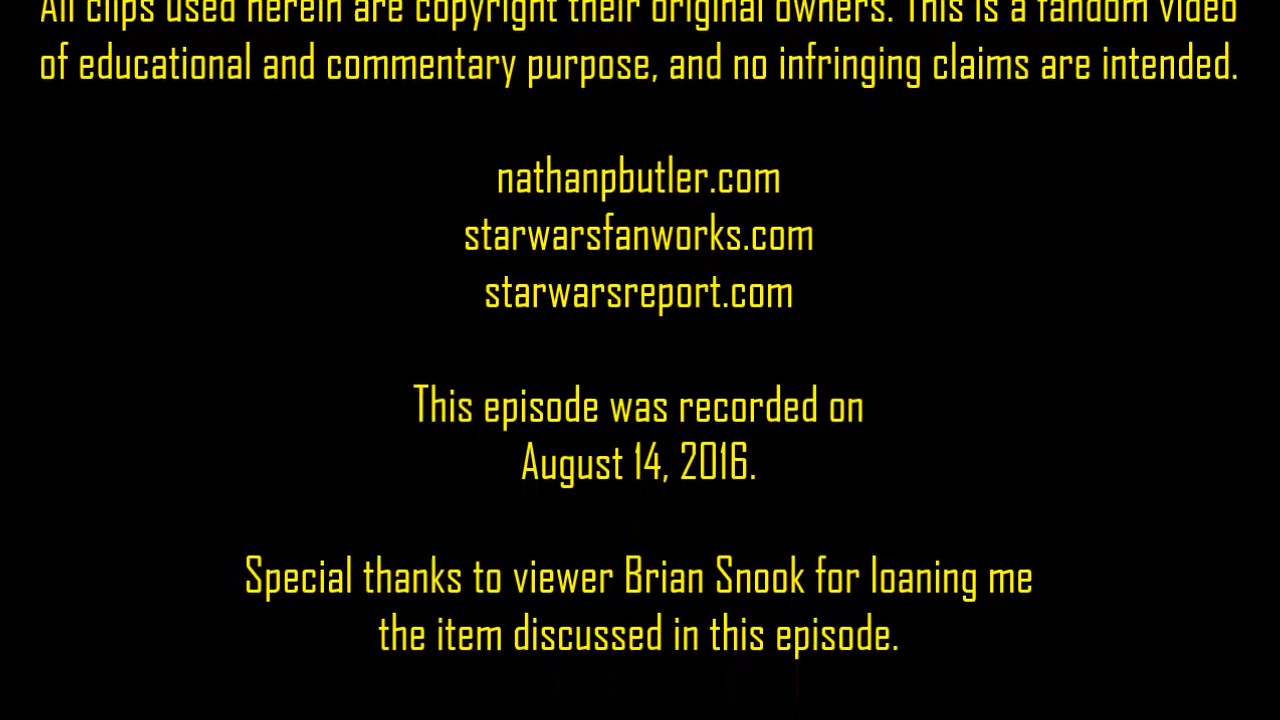 All clips used herein are copyright their original owners. This is a fandom video
of educational and commentary purpose, and no infringing claims are intended.
nathanpbutler.com
starwarsfanworks.com
starwarsreport.com
This episode was recorded on
August 14, 2016.
Special thanks to viewer Brian Snook for loaning me
the item discussed in this episode.